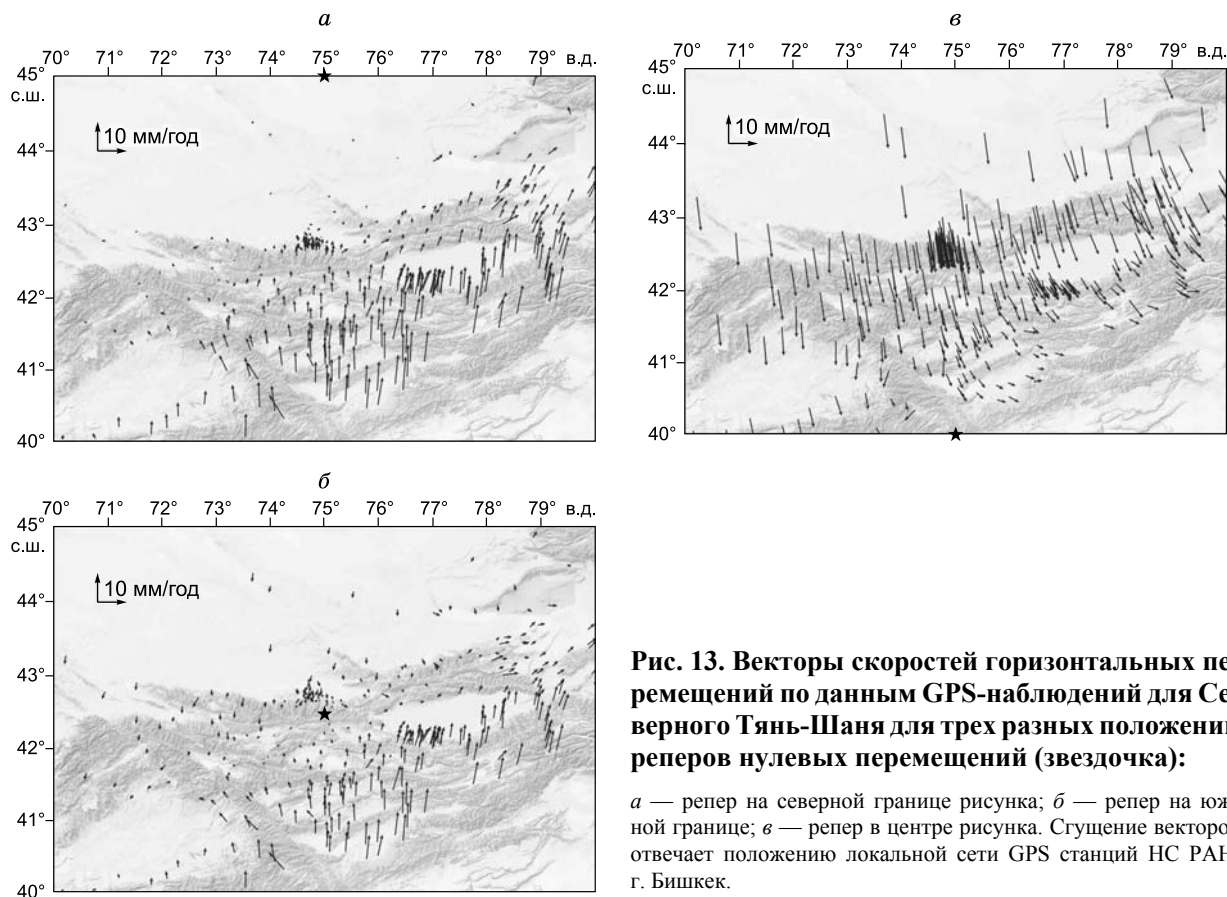 а
70° 71° 72° 73° 74° 75° 76° 77° 78° 79° в.д.
45°
с.ш.
10 мм/год
44°
43°
42°
41°
40°
в
70° 71° 72° 73° 74° 75° 76° 77° 78° 79° в.д.
45°
с.ш.
10 мм/год
44°
43°
42°
41°
40°
б
70° 71° 72° 73° 74° 75° 76° 77° 78° 79° в.д.
45°
с.ш.
10 мм/год
44°
43°
42°
41°
40°
Рис. 13. Векторы скоростей горизонтальных пе-
ремещений по данным GPS-наблюдений для Се-
верного Тянь-Шаня для трех разных положени
реперов нулевых перемещений (звездочка):
а — репер на северной границе рисунка; б — репер на юж-
ной границе; в — репер в центре рисунка. Сгущение векторо
отвечает положению локальной сети GPS станций НС РАН
г. Бишкек.